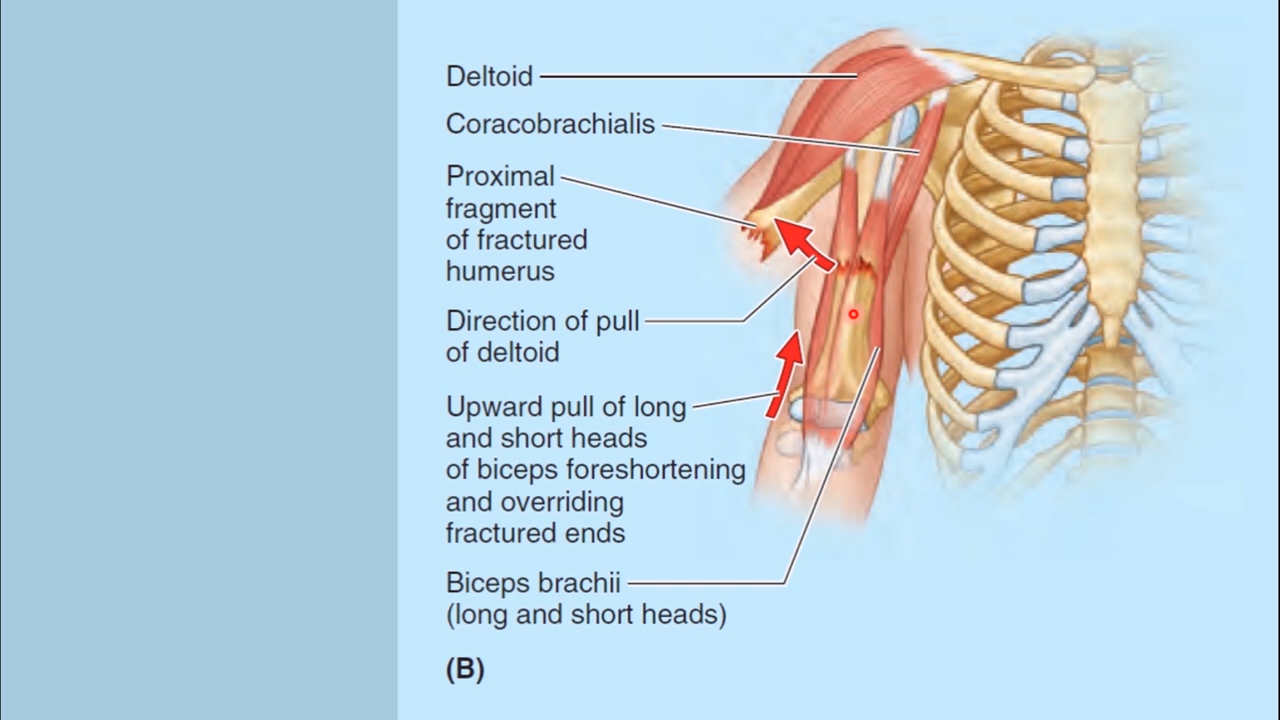 Deltoid
Coracobrachialis
Proximal
fragment
of fractured
humerus
Direction of pull
of deltoid
Upward pull of long
and short heads
of biceps foreshortening
and overriding
fractured ends
Biceps brachii
(long and short heads)
(B)